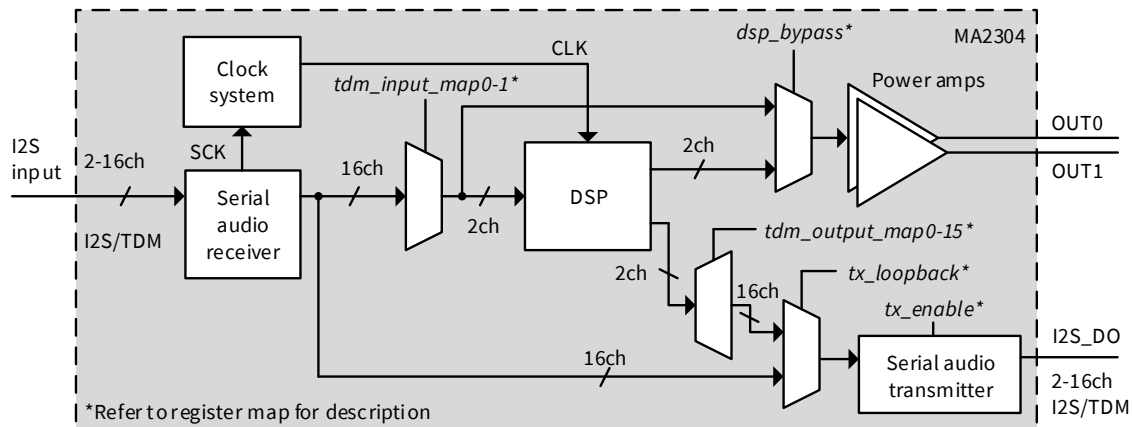 MA2304
dsp_bypass*
CLK
Power amps
Clock
system
tdm_input_map0-1*
OUT0
OUT1
I2S
input
2-16ch
SCK
16ch
2ch
I2S/TDM
Serial
audio
receiver
2ch
DSP
tdm_output_map0-15*
2ch
16ch
tx_loopback*
tx_enable*
16ch
Serial audio
transmitter
I2S_DO
2-16ch
I2S/TDM
*Refer to register map for description